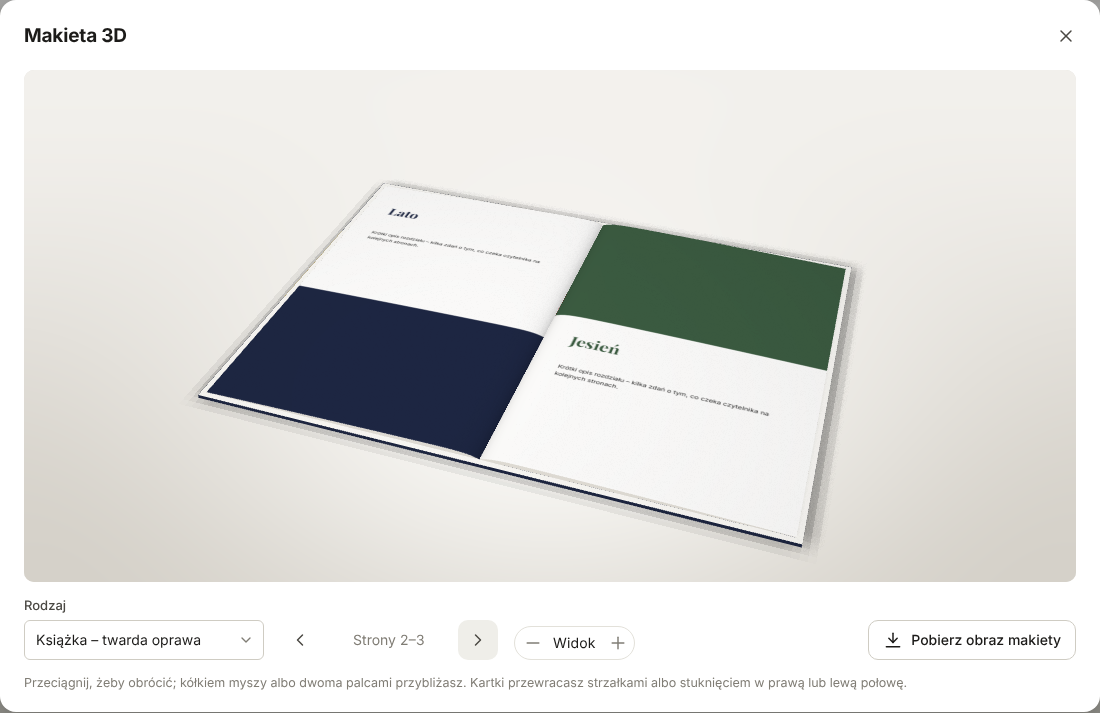 Makieta 3D
Lato
Krótki opis rozdziału – kilka zdań o tym, co czeka czytelnika na
kolejnych stronach.
Jesień
Krótki opis rozdziału – kilka zdań o tym, co czeka czytelnika na
kolejnych stronach.
Rodzaj
Książka – twarda oprawa
Strony 2–3
Widok
Pobierz obraz makiety
Przeciągnij, żeby obrócić; kółkiem myszy albo dwoma palcami przybliżasz. Kartki przewracasz strzałkami albo stuknięciem w prawą lub lewą połowę.